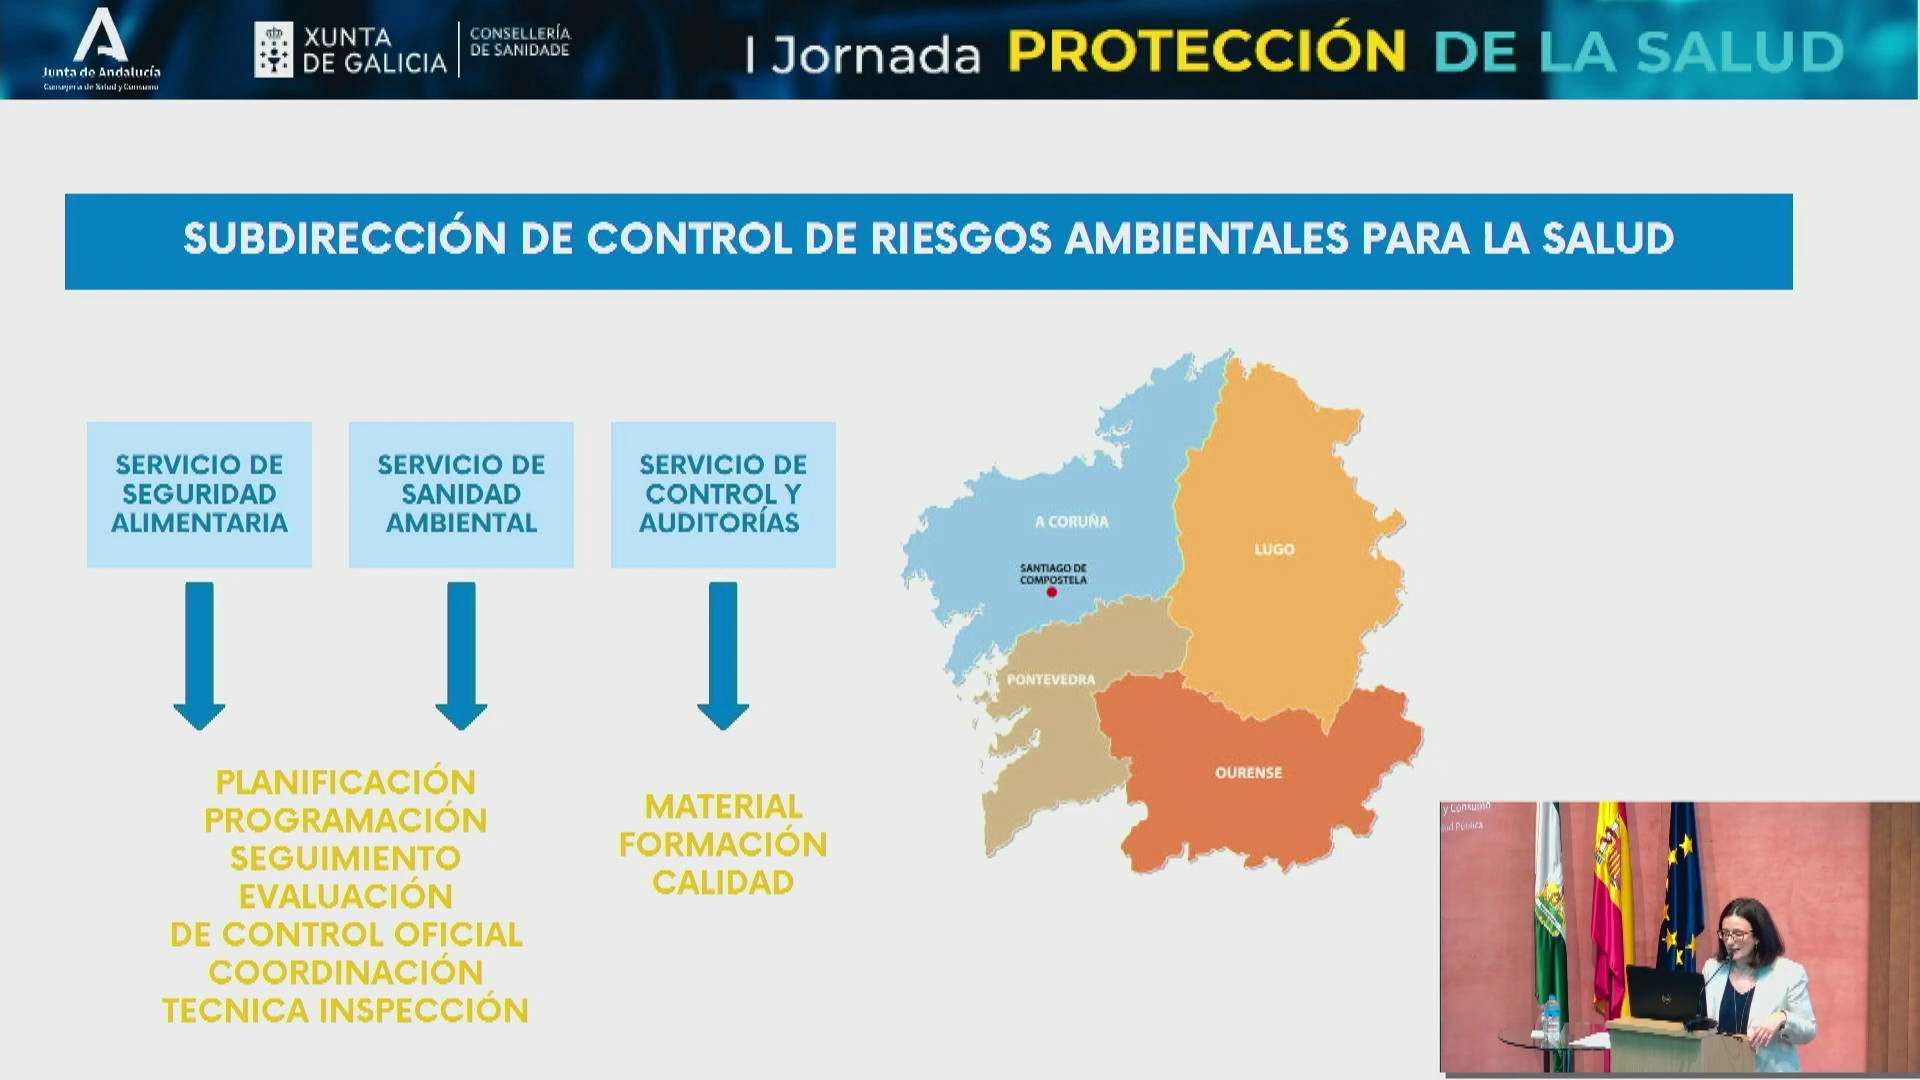 Junta de Andalucía
Consejería de Salud y Consumo
XUNTA
DE GALICIA
CONSELLERÍA
DE SANIDADE
I Jornada PROTECCIÓN DE LA SALUD
SUBDIRECCIÓN DE CONTROL DE RIESGOS AMBIENTALES PARA LA SALUD
SERVICIO DE
SEGURIDAD
ALIMENTARIA
SERVICIO DE
SANIDAD
AMBIENTAL
SERVICIO DE
CONTROL Y
AUDITORÍAS
PLANIFICACIÓN
PROGRAMACIÓN
SEGUIMIENTO
EVALUACIÓN
DE CONTROL OFICIAL
COORDINACIÓN
TECNICA INSPECCIÓN
MATERIAL
FORMACIÓN
CALIDAD
A CORUÑA
SANTIAGO DE
COMPOSTELA
LUGO
PONTEVEDRA
OURENSE
y Consumo
Pública